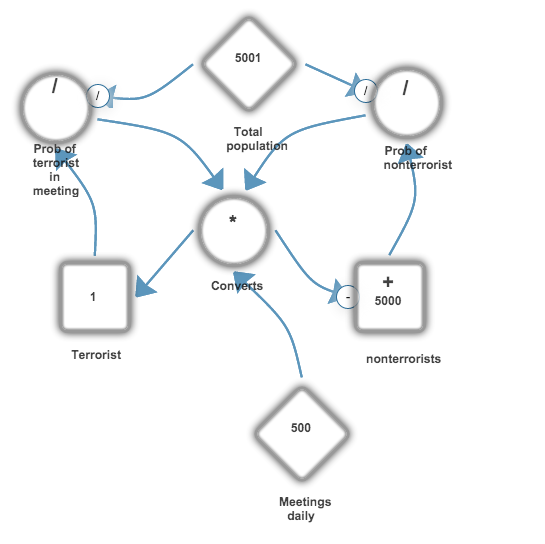 5001
/
/
/
/
Total
population
Prob of
terrorist
in
meeting
Prob of
nonterrorist
*
Converts
1
-
+
5000
Terrorist
nonterrorists
500
Meetings
daily